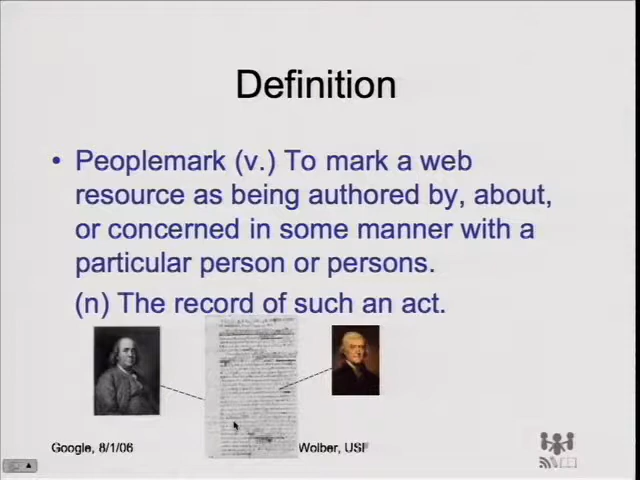 Definition
• Peoplemark (v.) To mark a web
resource as being authored by, about,
or concerned in some manner with a
particular person or persons.
(n) The record of such an act.
Google, 8/1/06
Wolber, USF